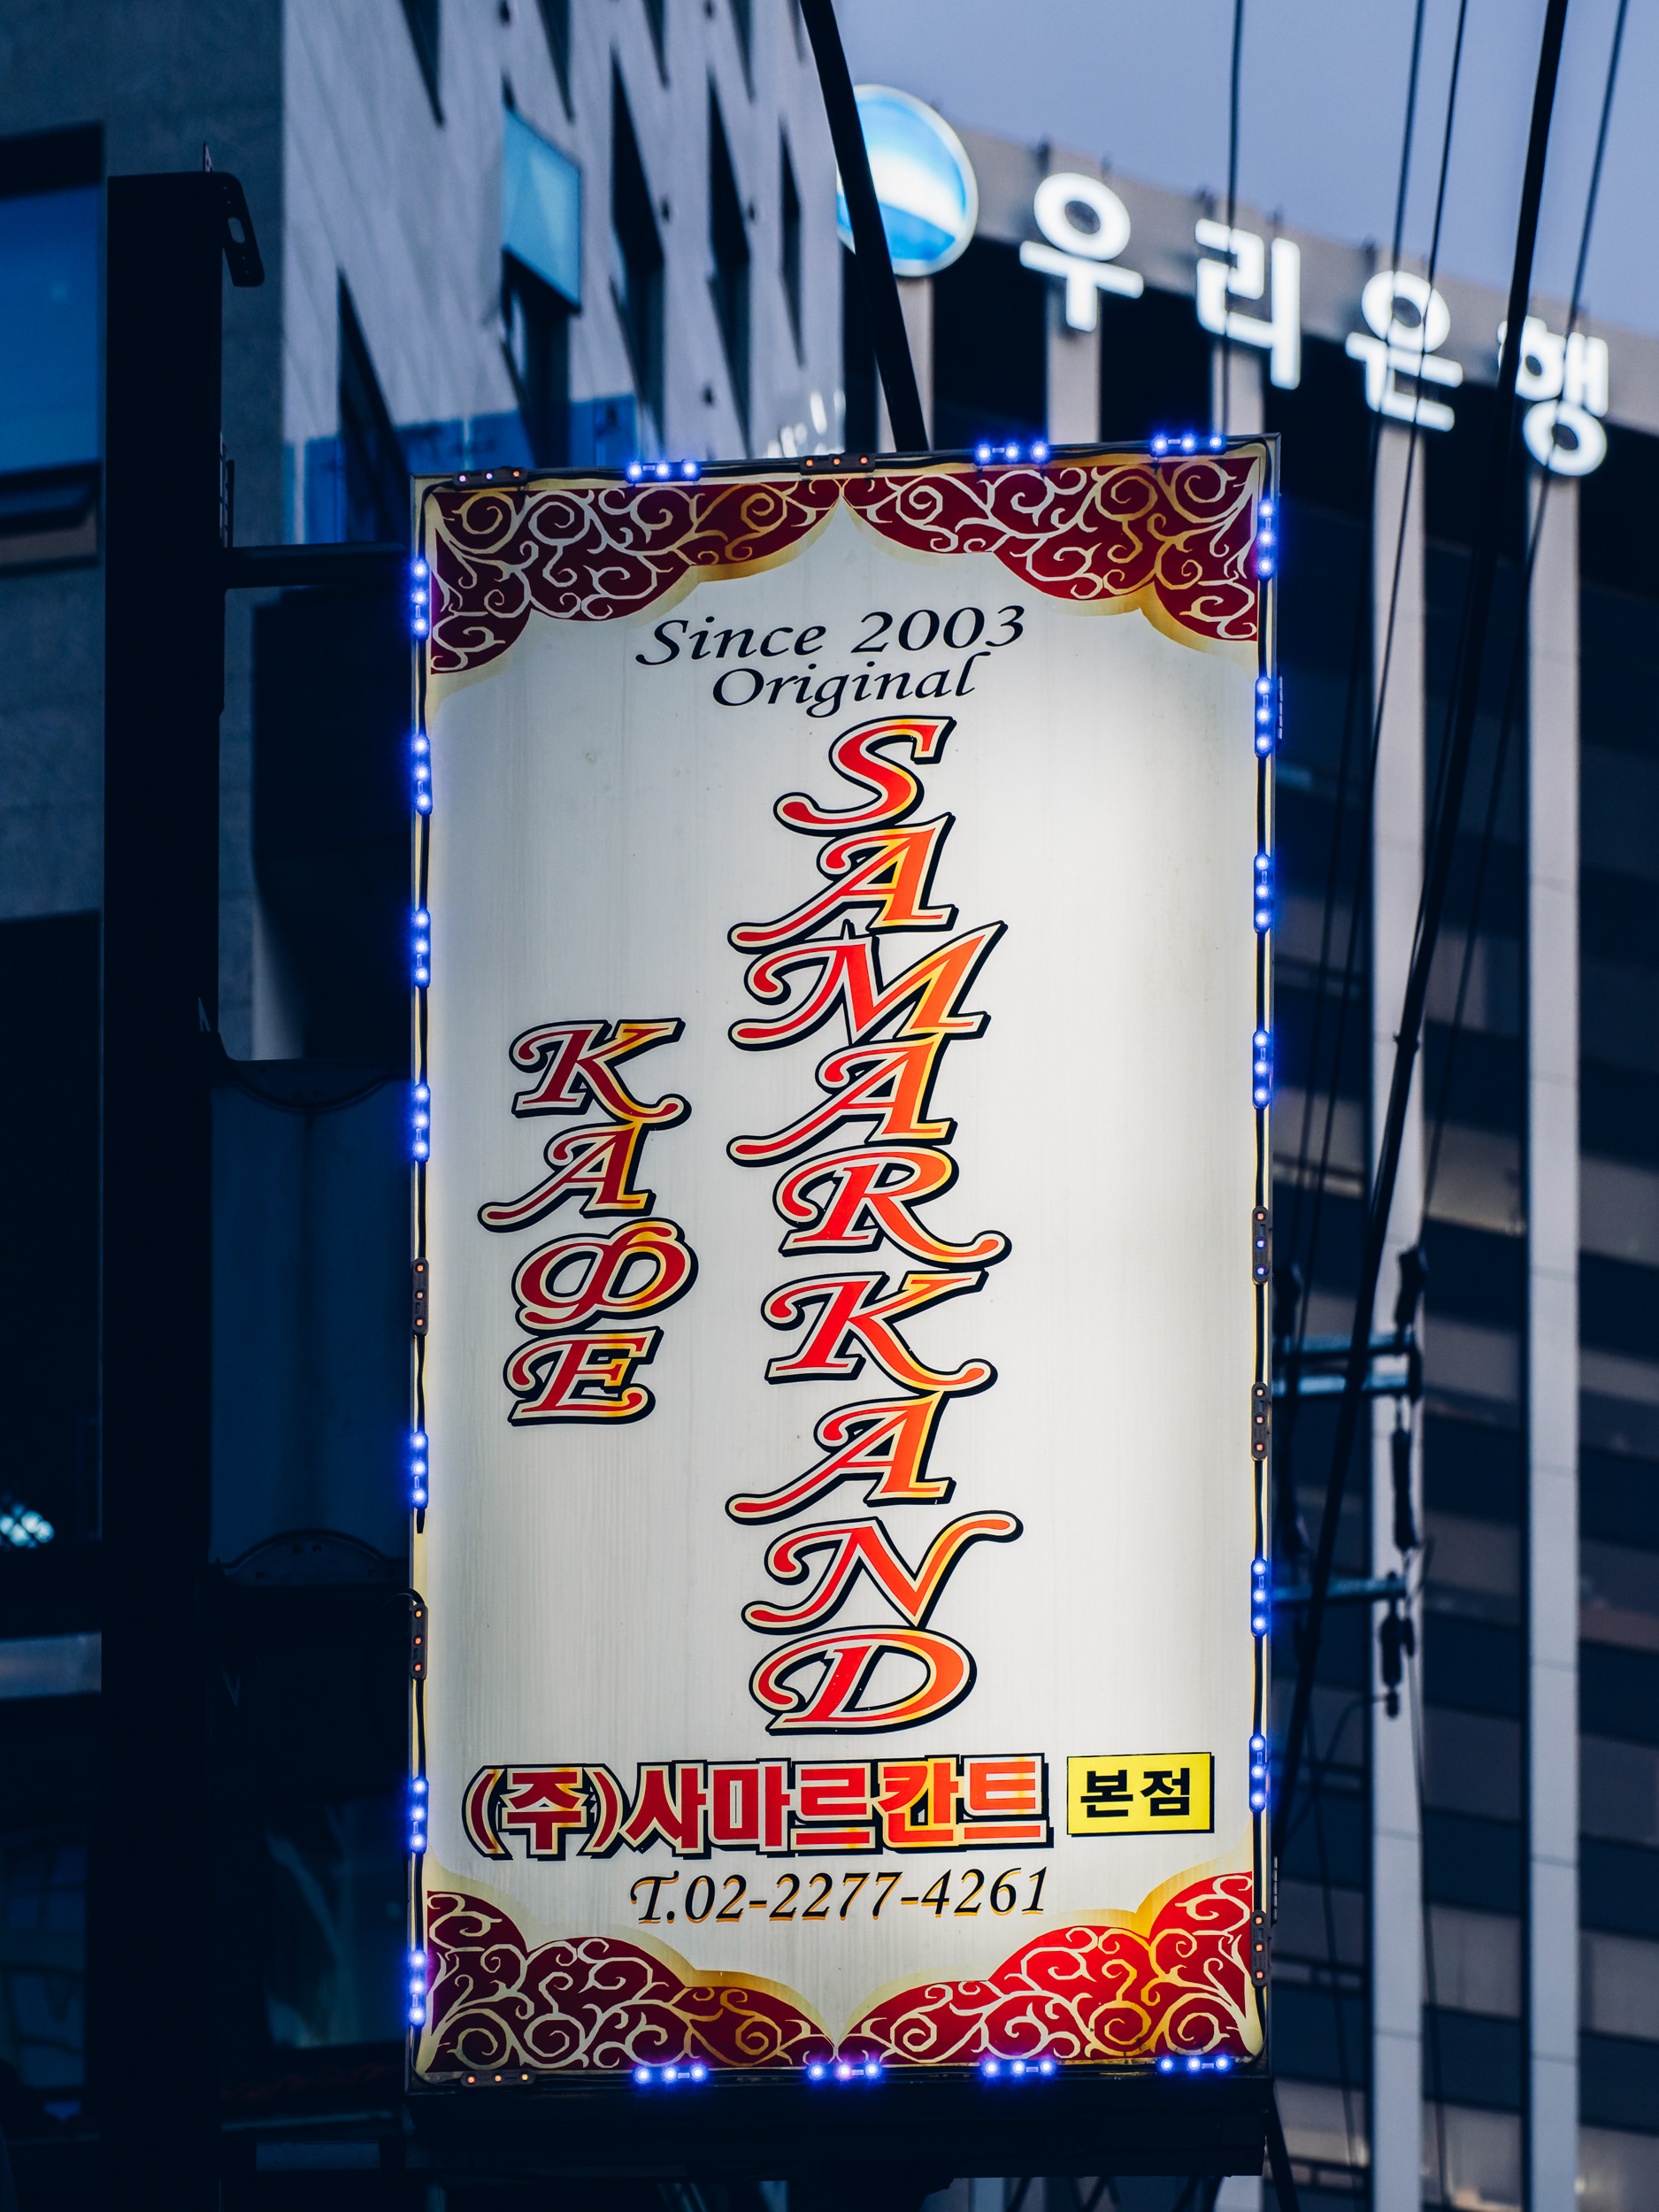 우리은행
Since 2003
Original
SAMARKAND
КАФЕ
(주)사마르칸트 본점
T.02-2277-4261